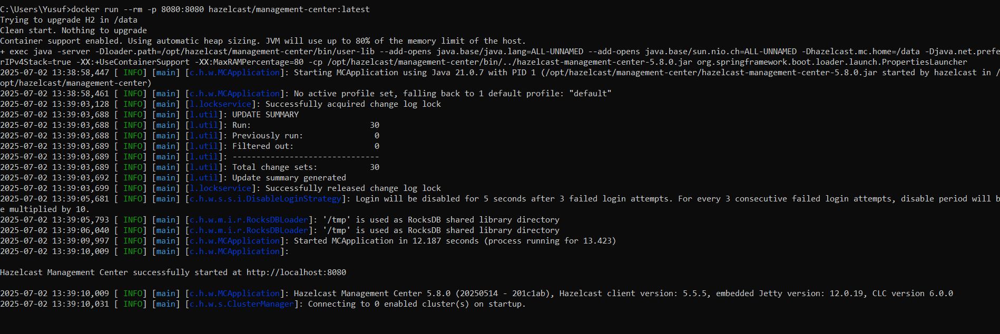 C:\Users\Yusuf>docker run --rm -p 8080:8080 hazelcast/management-center:latest
Trying to upgrade H2 in /data
Clean start. Nothing to upgrade
Container support enabled. Using automatic heap sizing. JVM will use up to 80% of the memory limit of the host.
+ exec java -server -Dloader.path=/opt/hazelcast/management-center/bin/user-lib --add-opens java.base/java.lang=ALL-UNNAMED --add-opens java.base/sun.nio.ch=ALL-UNNAMED -Dhazelcast.mc.home=/data -Djava.net.prefe
rIPv4Stack=true -XX:+UseContainerSupport -XX:MaxRAMPercentage=80 -cp /opt/hazelcast/management-center/bin/../hazelcast-management-center-5.8.0.jar org.springframework.boot.loader.launch.PropertiesLauncher
2025-07-02 13:38:58,447 [ INFO] [main] [c.h.w.MCApplication]: Starting MCApplication using Java 21.0.7 with PID 1 (/opt/hazelcast/management-center/hazelcast-management-center-5.8.0.jar started by hazelcast in /
opt/hazelcast/management-center)
2025-07-02 13:38:58,461 [ INFO] [main] [c.h.w.MCApplication]: No active profile set, falling back to 1 default profile: "default"
2025-07-02 13:39:03,128 [ INFO] [main] [l.lockservice]: Successfully acquired change log lock
2025-07-02 13:39:03,688 [ INFO] [main] [l.util]: UPDATE SUMMARY
2025-07-02 13:39:03,688 [ INFO] [main] [l.util]: Run:                         30
2025-07-02 13:39:03,688 [ INFO] [main] [l.util]: Previously run:               0
2025-07-02 13:39:03,689 [ INFO] [main] [l.util]: Filtered out:                 0
2025-07-02 13:39:03,689 [ INFO] [main] [l.util]: -------------------------------
2025-07-02 13:39:03,689 [ INFO] [main] [l.util]: Total change sets:           30
2025-07-02 13:39:03,692 [ INFO] [main] [l.util]: Update summary generated
2025-07-02 13:39:03,699 [ INFO] [main] [l.lockservice]: Successfully released change log lock
2025-07-02 13:39:05,681 [ INFO] [main] [c.h.w.s.s.i.DisableLoginStrategy]: Login will be disabled for 5 seconds after 3 failed login attempts. For every 3 consecutive failed login attempts, disable period will b
e multiplied by 10.
2025-07-02 13:39:05,793 [ INFO] [main] [c.h.w.m.i.r.RocksDBLoader]: '/tmp' is used as RocksDB shared library directory
2025-07-02 13:39:06,040 [ INFO] [main] [c.h.w.m.i.r.RocksDBLoader]: '/tmp' is used as RocksDB shared library directory
2025-07-02 13:39:09,997 [ INFO] [main] [c.h.w.MCApplication]: Started MCApplication in 12.187 seconds (process running for 13.423)
2025-07-02 13:39:10,009 [ INFO] [main] [c.h.w.MCApplication]:
Hazelcast Management Center successfully started at http://localhost:8080
2025-07-02 13:39:10,009 [ INFO] [main] [c.h.w.MCApplication]: Hazelcast Management Center 5.8.0 (20250514 - 201c1ab), Hazelcast client version: 5.5.5, embedded Jetty version: 12.0.19, CLC version 6.0.0
2025-07-02 13:39:10,031 [ INFO] [main] [c.h.w.s.ClusterManager]: Connecting to 0 enabled cluster(s) on startup.